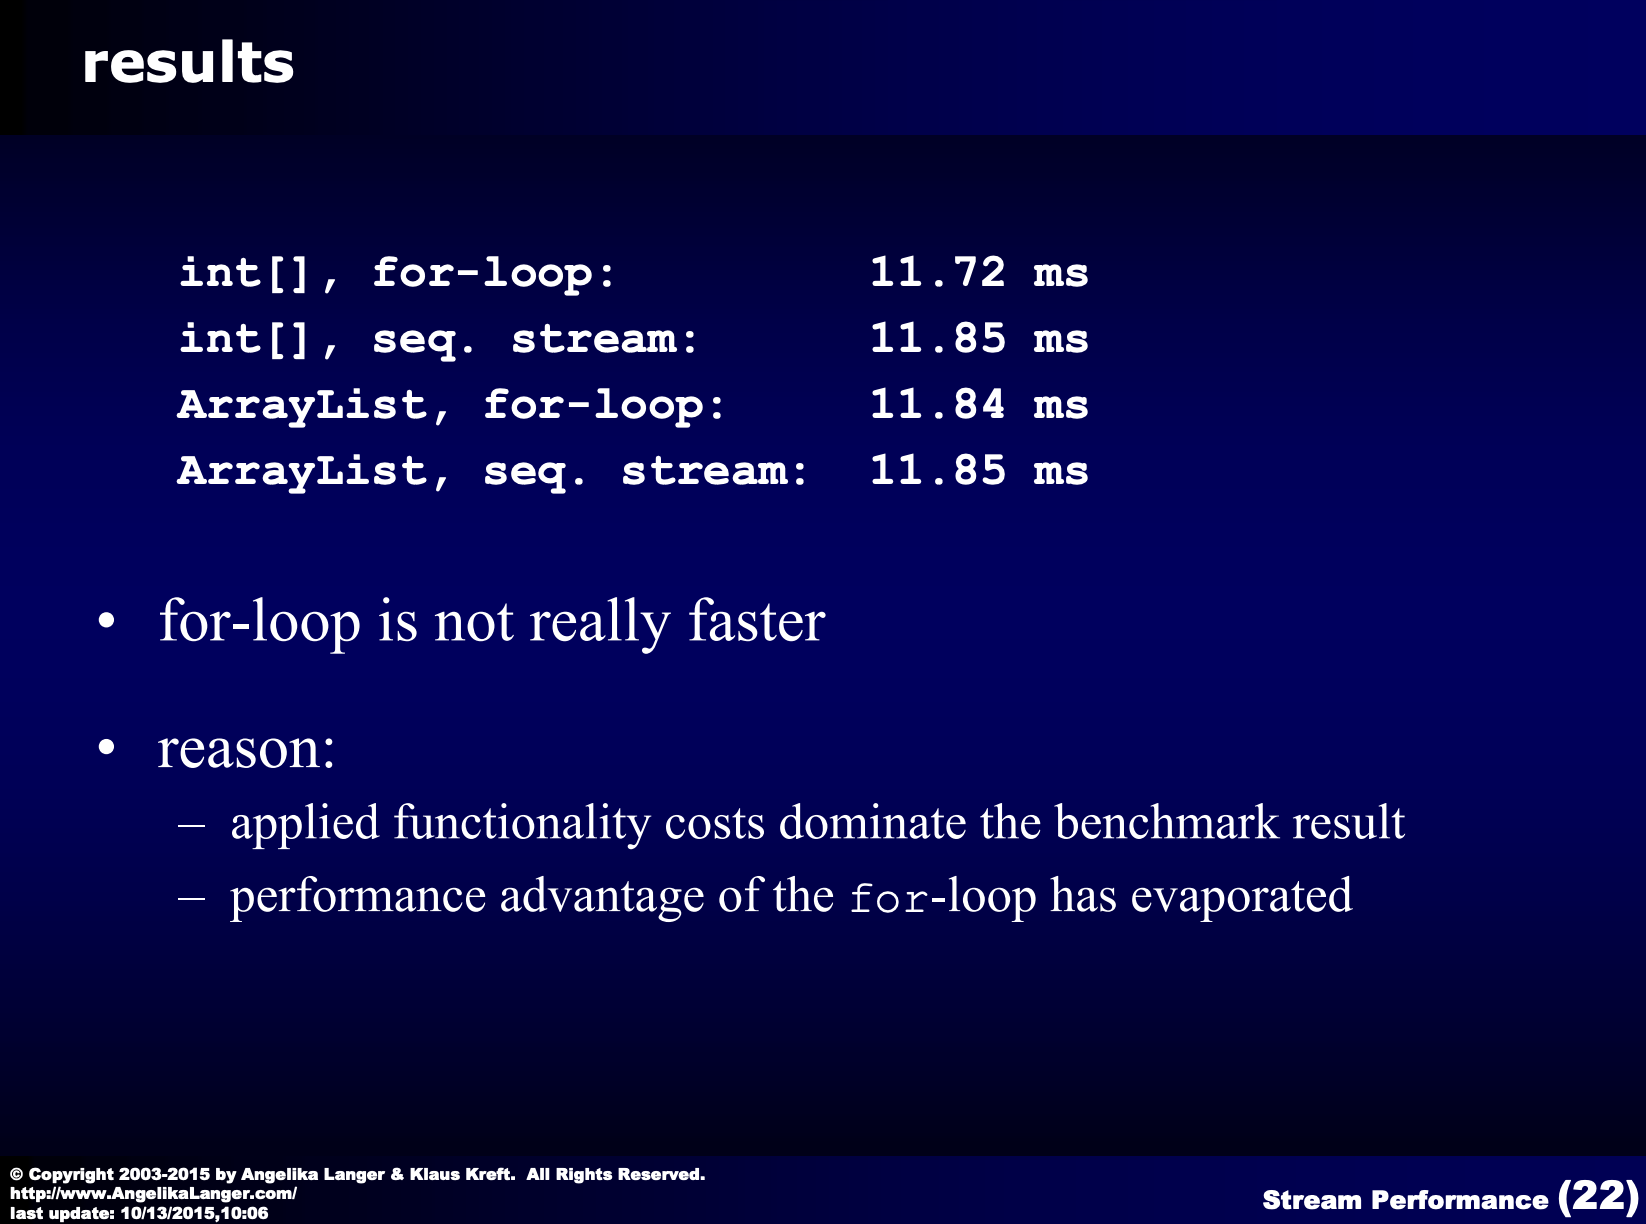 results
int[], for-loop: 11.72 ms
int[], seq. stream: 11.85 ms
ArrayList, for-loop: 11.84 ms
ArrayList, seq. stream: 11.85 ms
• for-loop is not really faster
• reason:
– applied functionality costs dominate the benchmark result
– performance advantage of the for-loop has evaporated
© Copyright 2003-2015 by Angelika Langer & Klaus Kreft. All Rights Reserved.
http://www.AngelikaLanger.com/
last update: 10/13/2015,10:06
Stream Performance (22)